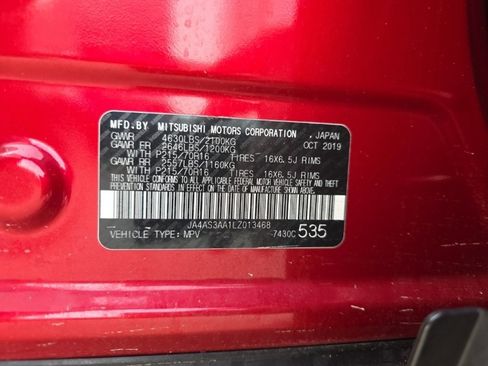 MFD.BY MITSUBISHI MOTORS CORPORATION , JAPAN
GVWR 4630LBS/2100KG OCT 2019
GAWR FR 2646LBS/1200KG
WITH P215/70R16 TIRES 16X6.5J RIMS
GAWR RR 2557LBS/1160KG
WITH P215/70R16 TIRES 16X6.5J RIMS
THIS VEHICLE CONFORMS TO ALL APPLICABLE FEDERAL MOTOR
VEHICLE SAFETY, BUMPER AND THEFT PREVENTION STANDARDS
IN EFFECT ON THE DATE OF MANUFACTURE SHOWN ABOVE.
JA4AS3AA1LZ013468
VEHICLE TYPE: MPV 7430C 535